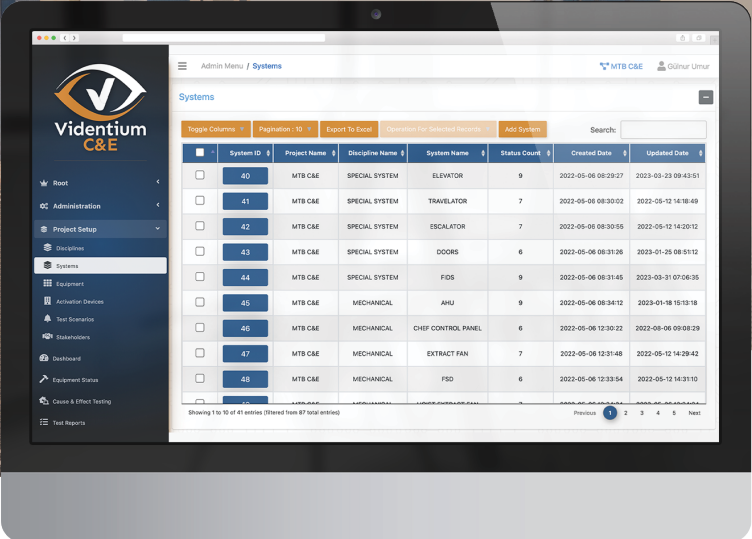 Videntium
C&E
Root
Administration
Project Setup
Disciplines
Systems
Equipment
Activation Devices
Test Scenarios
Stakeholders
Dashboard
Equipment Status
Cause & Effect Testing
Test Reports
Admin Menu / Systems
MTB C&E Gülnur Umur
Systems
Toggle Columns Pagination : 10 Export To Excel Operation For Selected Records Add System Search:
System ID Project Name Discipline Name System Name Status Count Created Date Updated Date
40 MTB C&E SPECIAL SYSTEM ELEVATOR 9 2022-05-06 08:29:27 2023-03-23 09:43:51
41 MTB C&E SPECIAL SYSTEM TRAVELATOR 7 2022-05-06 08:30:02 2022-05-12 14:18:49
42 MTB C&E SPECIAL SYSTEM ESCALATOR 7 2022-05-06 08:30:55 2022-05-12 14:20:12
43 MTB C&E SPECIAL SYSTEM DOORS 6 2022-05-06 08:31:26 2023-01-25 08:51:12
44 MTB C&E SPECIAL SYSTEM FIDS 9 2022-05-06 08:31:45 2023-03-31 07:06:35
45 MTB C&E MECHANICAL AHU 9 2022-05-06 08:34:12 2023-01-18 15:13:18
46 MTB C&E MECHANICAL CHEF CONTROL PANEL 6 2022-05-06 12:30:22 2022-08-06 09:08:29
47 MTB C&E MECHANICAL EXTRACT FAN 7 2022-05-06 12:31:48 2022-05-12 14:29:42
48 MTB C&E MECHANICAL FSD 6 2022-05-06 12:33:54 2022-05-12 14:31:10
Showing 1 to 10 of 41 entries (filtered from 87 total entries)
Previous 1 2 3 4 5 Next